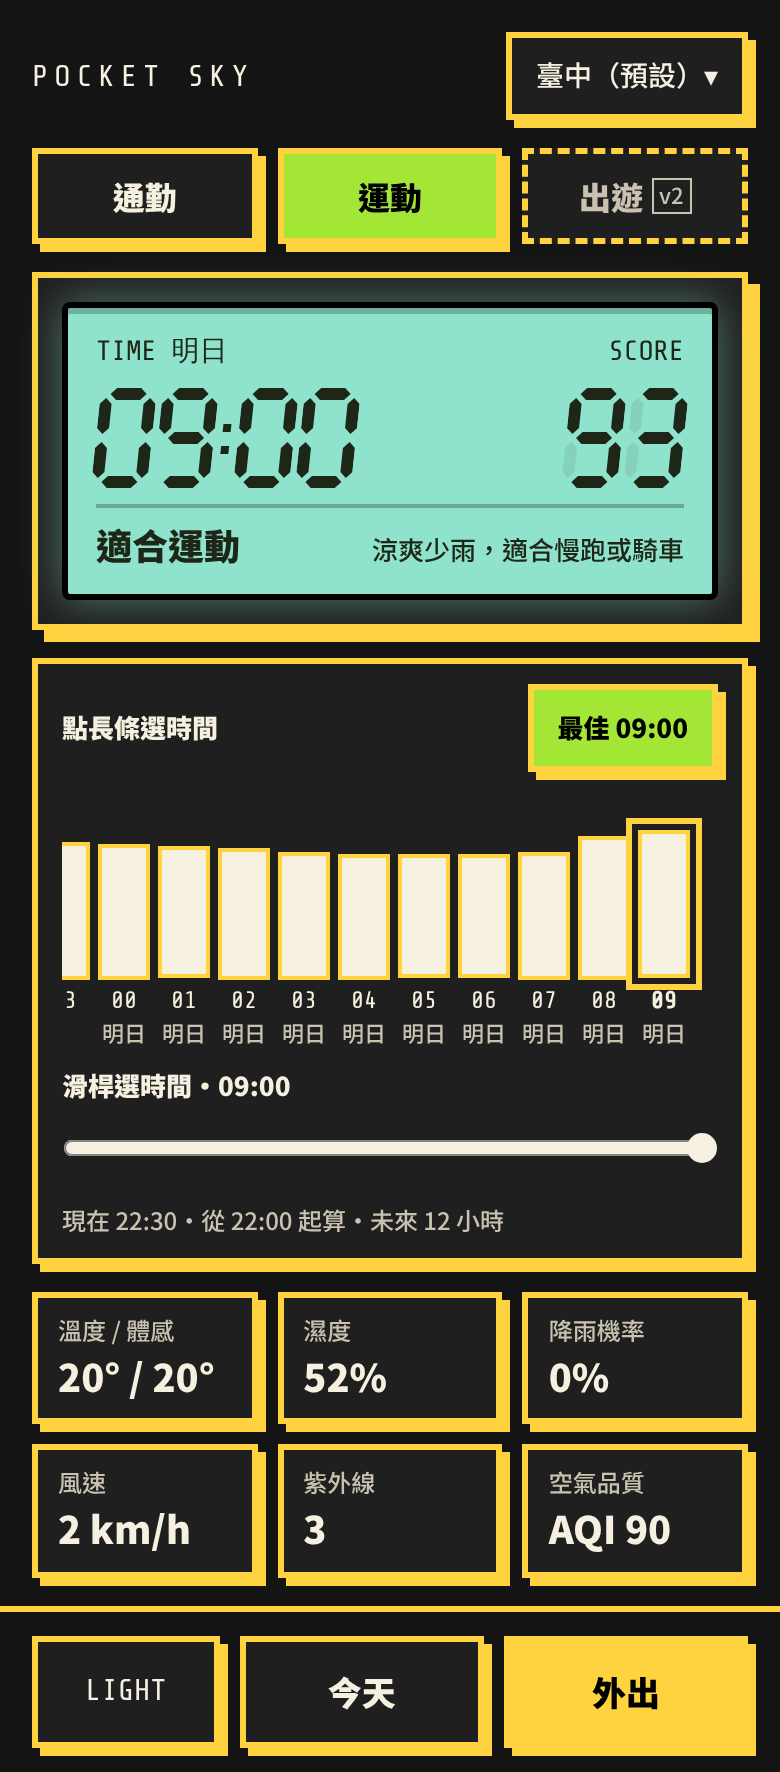 POCKET SKY
臺中（預設）▼
通勤
運動
出遊 v2
TIME 明日
SCORE
09:00
93
適合運動
涼爽少雨，適合慢跑或騎車
點長條選時間
最佳 09:00
3 00 01 02 03 04 05 06 07 08 09
明日 明日 明日 明日 明日 明日 明日 明日 明日 明日
滑桿選時間・09:00
現在 22:30・從 22:00 起算・未來 12 小時
溫度 / 體感
20° / 20°
濕度
52%
降雨機率
0%
風速
2 km/h
紫外線
3
空氣品質
AQI 90
LIGHT
今天
外出